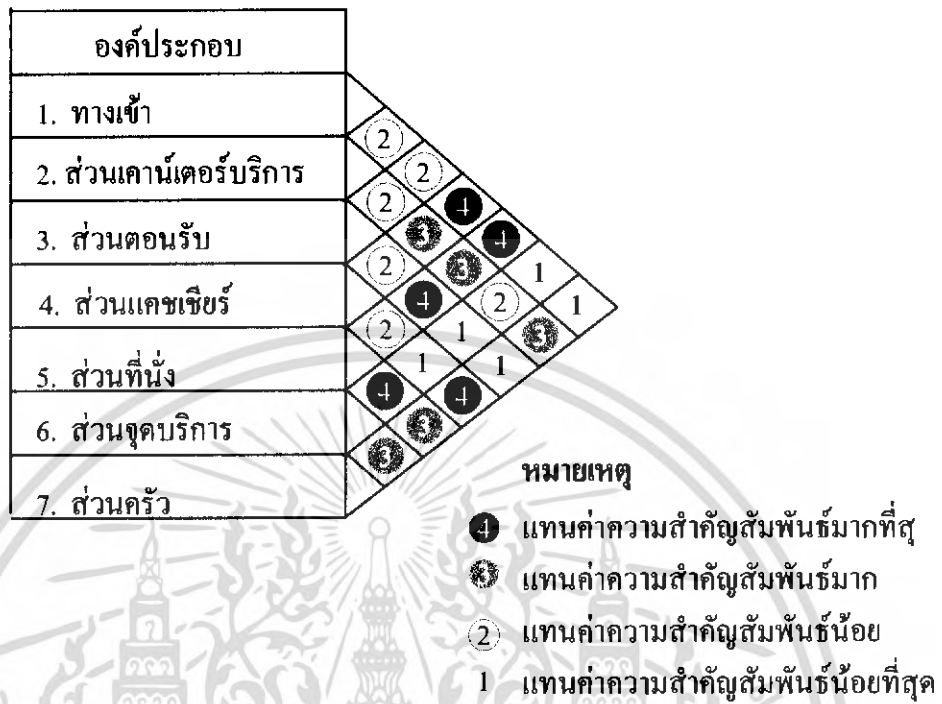 องค์ประกอบ
1. ทางเข้า
2. ส่วนเคาน์เตอร์บริการ
3. ส่วนตอนรับ
4. ส่วนแคชเชียร์
5. ส่วนที่นั่ง
6. ส่วนจุดบริการ
7. ส่วนครัว
2
2
2 4
3 4
2 3 1
4 2 1
2 1 3
1 1
4 4
3
3
หมายเหตุ
4 แทนค่าความสำคัญสัมพันธ์มากที่สุ
3 แทนค่าความสำคัญสัมพันธ์มาก
2 แทนค่าความสำคัญสัมพันธ์น้อย
1 แทนค่าความสำคัญสัมพันธ์น้อยที่สุด